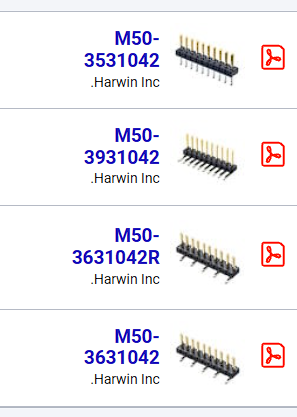 M50-
3531042
.Harwin Inc
M50-
3931042
.Harwin Inc
M50-
3631042R
.Harwin Inc
M50-
3631042
.Harwin Inc